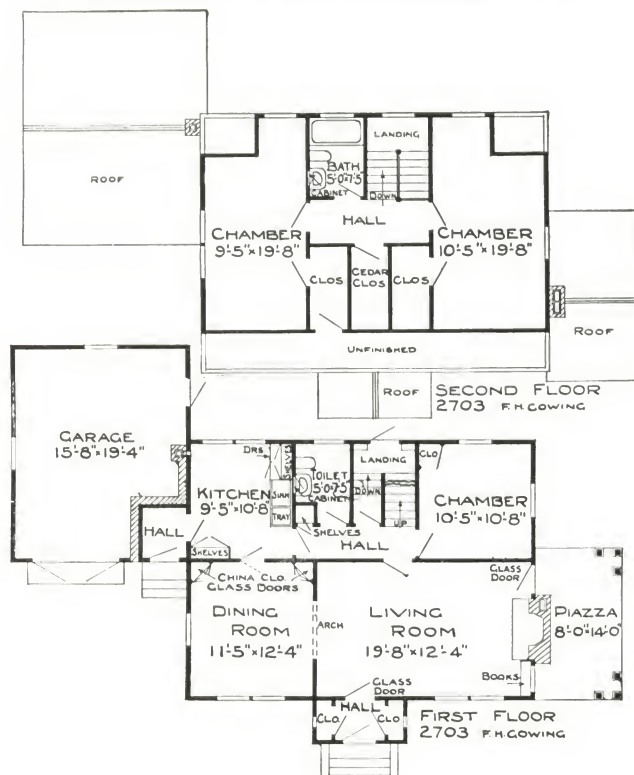 ROOF
LANDING
BATH
5'-0"x7'-5"
CABINET
DOWN
HALL
CHAMBER
9'-5"x19'-8"
CHAMBER
10'-5"x19'-8"
CLOS
CEDAR
CLOS
CLOS
UNFINISHED
ROOF
ROOF
SECOND FLOOR
2703 F.H.GOWING
GARAGE
15'-8"x19'-4"
DRS
SHELVES
KITCHEN
9'-5"x10'-8"
SINK
TRAY
TOILET
5'-0"x7'-5"
CABINET
LANDING
DOWN
UP
CLO
CHAMBER
10'-5"x10'-8"
HALL
SHELVES
SHELVES
HALL
CHINA CLO.
GLASS DOORS
GLASS
DOOR
DINING
ROOM
11'-5"x12'-4"
ARCH
LIVING
ROOM
19'-8"x12'-4"
PIAZZA
8'-0"x14'-0"
BOOKS
GLASS
DOOR
HALL
CLO.
CLO
FIRST FLOOR
2703 F.H.GOWING